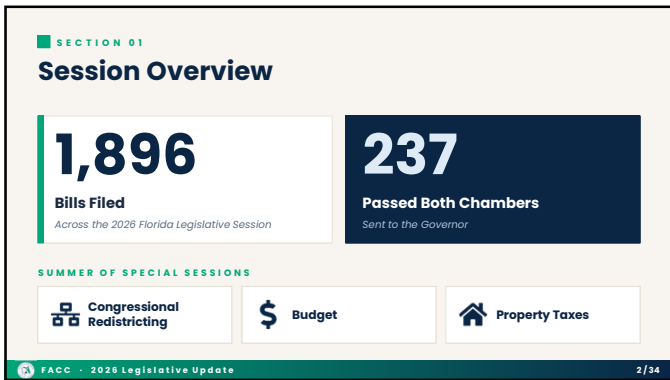 SECTION 01
Session Overview
1,896
Bills Filed
Across the 2026 Florida Legislative Session
237
Passed Both Chambers
Sent to the Governor
SUMMER OF SPECIAL SESSIONS
Congressional
Redistricting
$
Budget
Property Taxes
FACC · 2026 Legislative Update
2/34